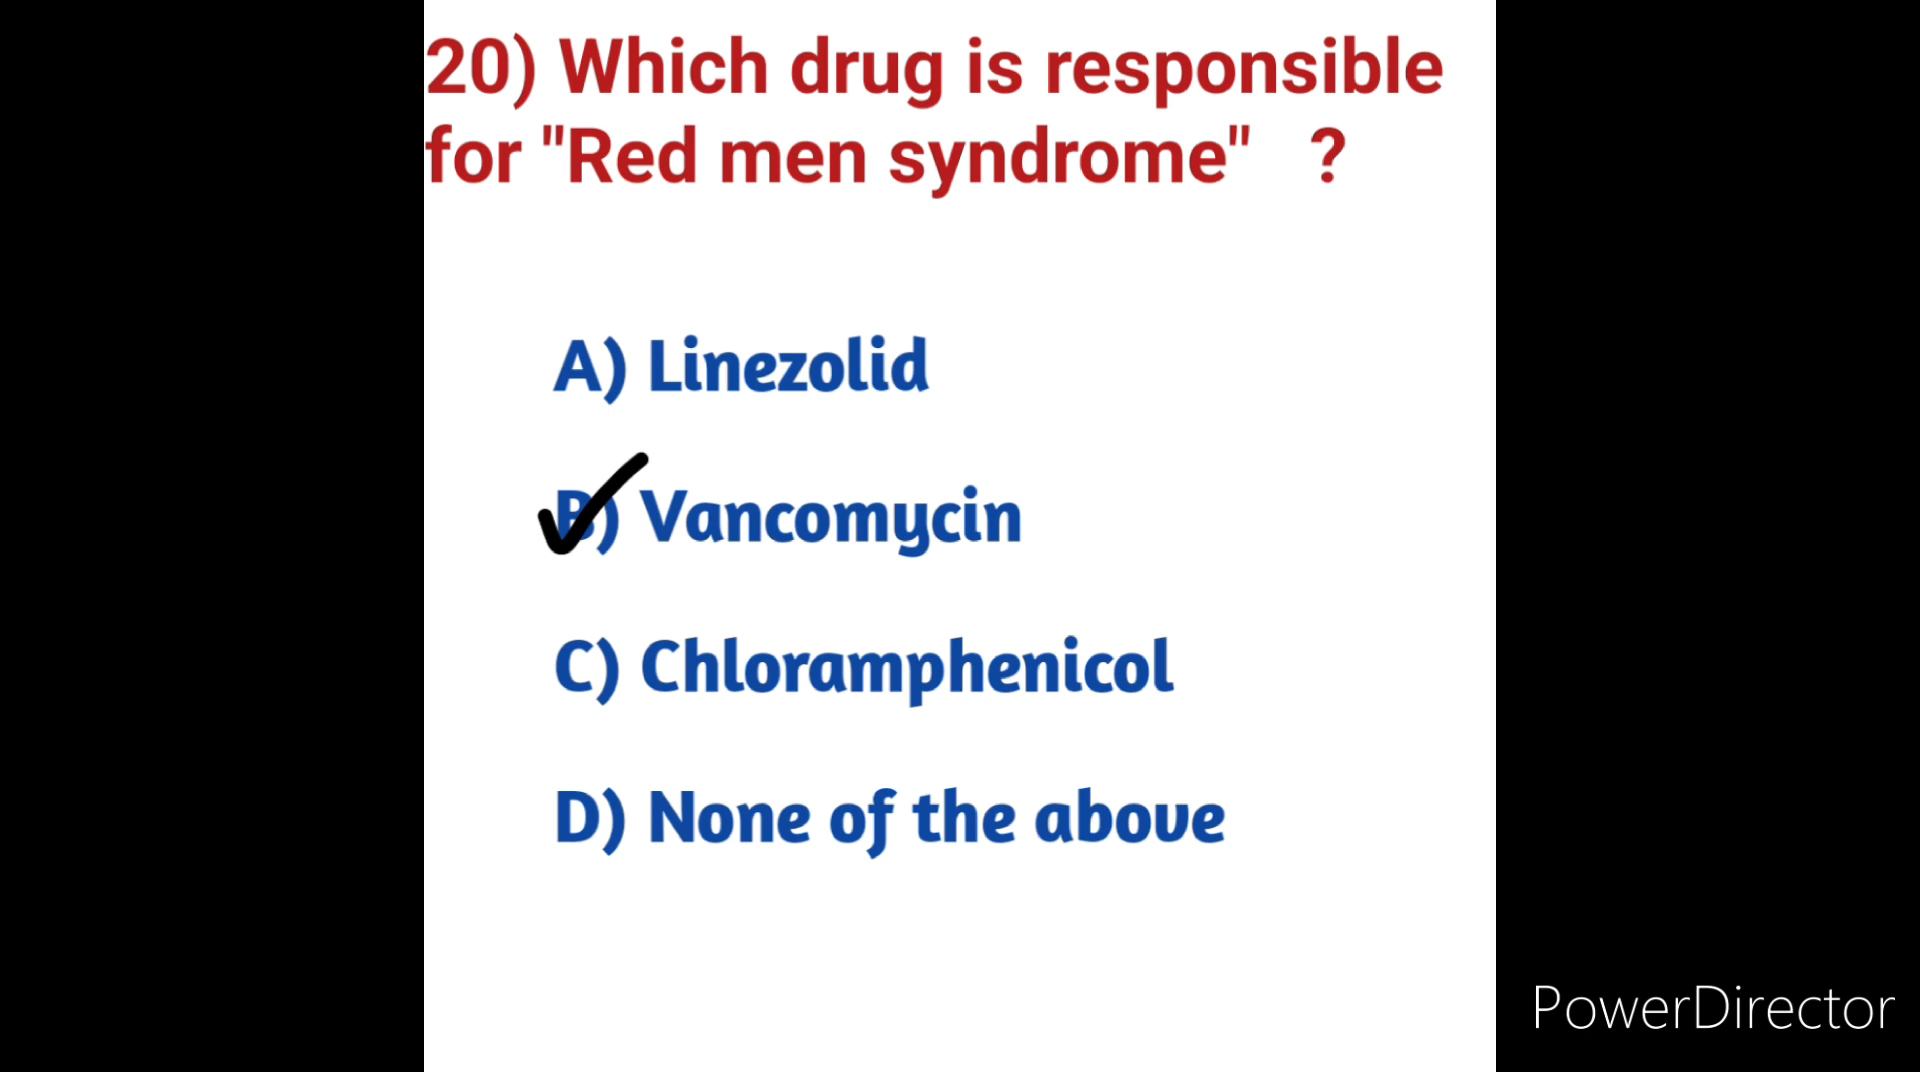 20) Which drug is responsible
for "Red men syndrome" ?
A) Linezolid
B) Vancomycin
C) Chloramphenicol
D) None of the above
PowerDirector